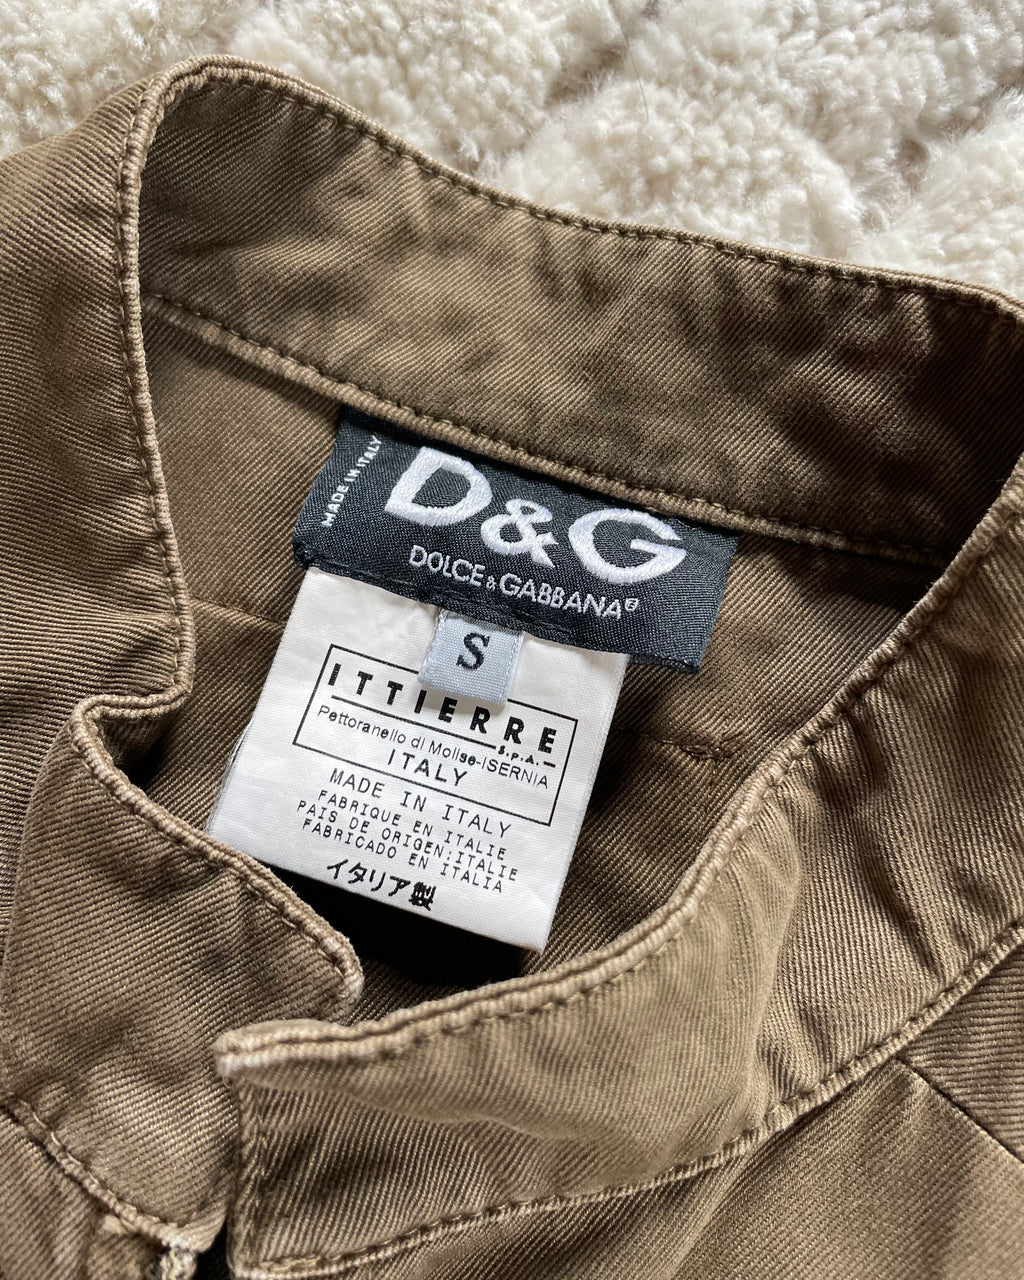 MADE IN ITALY
D&G
DOLCE & GABBANA®
S
ITTIERRE
S.p.A.
Pettoranello di Molise-ISERNIA
ITALY
MADE IN ITALY
FABRIQUE EN ITALIE
PAIS DE ORIGEN:ITALIE
FABRICADO EN ITALIA
イタリア製